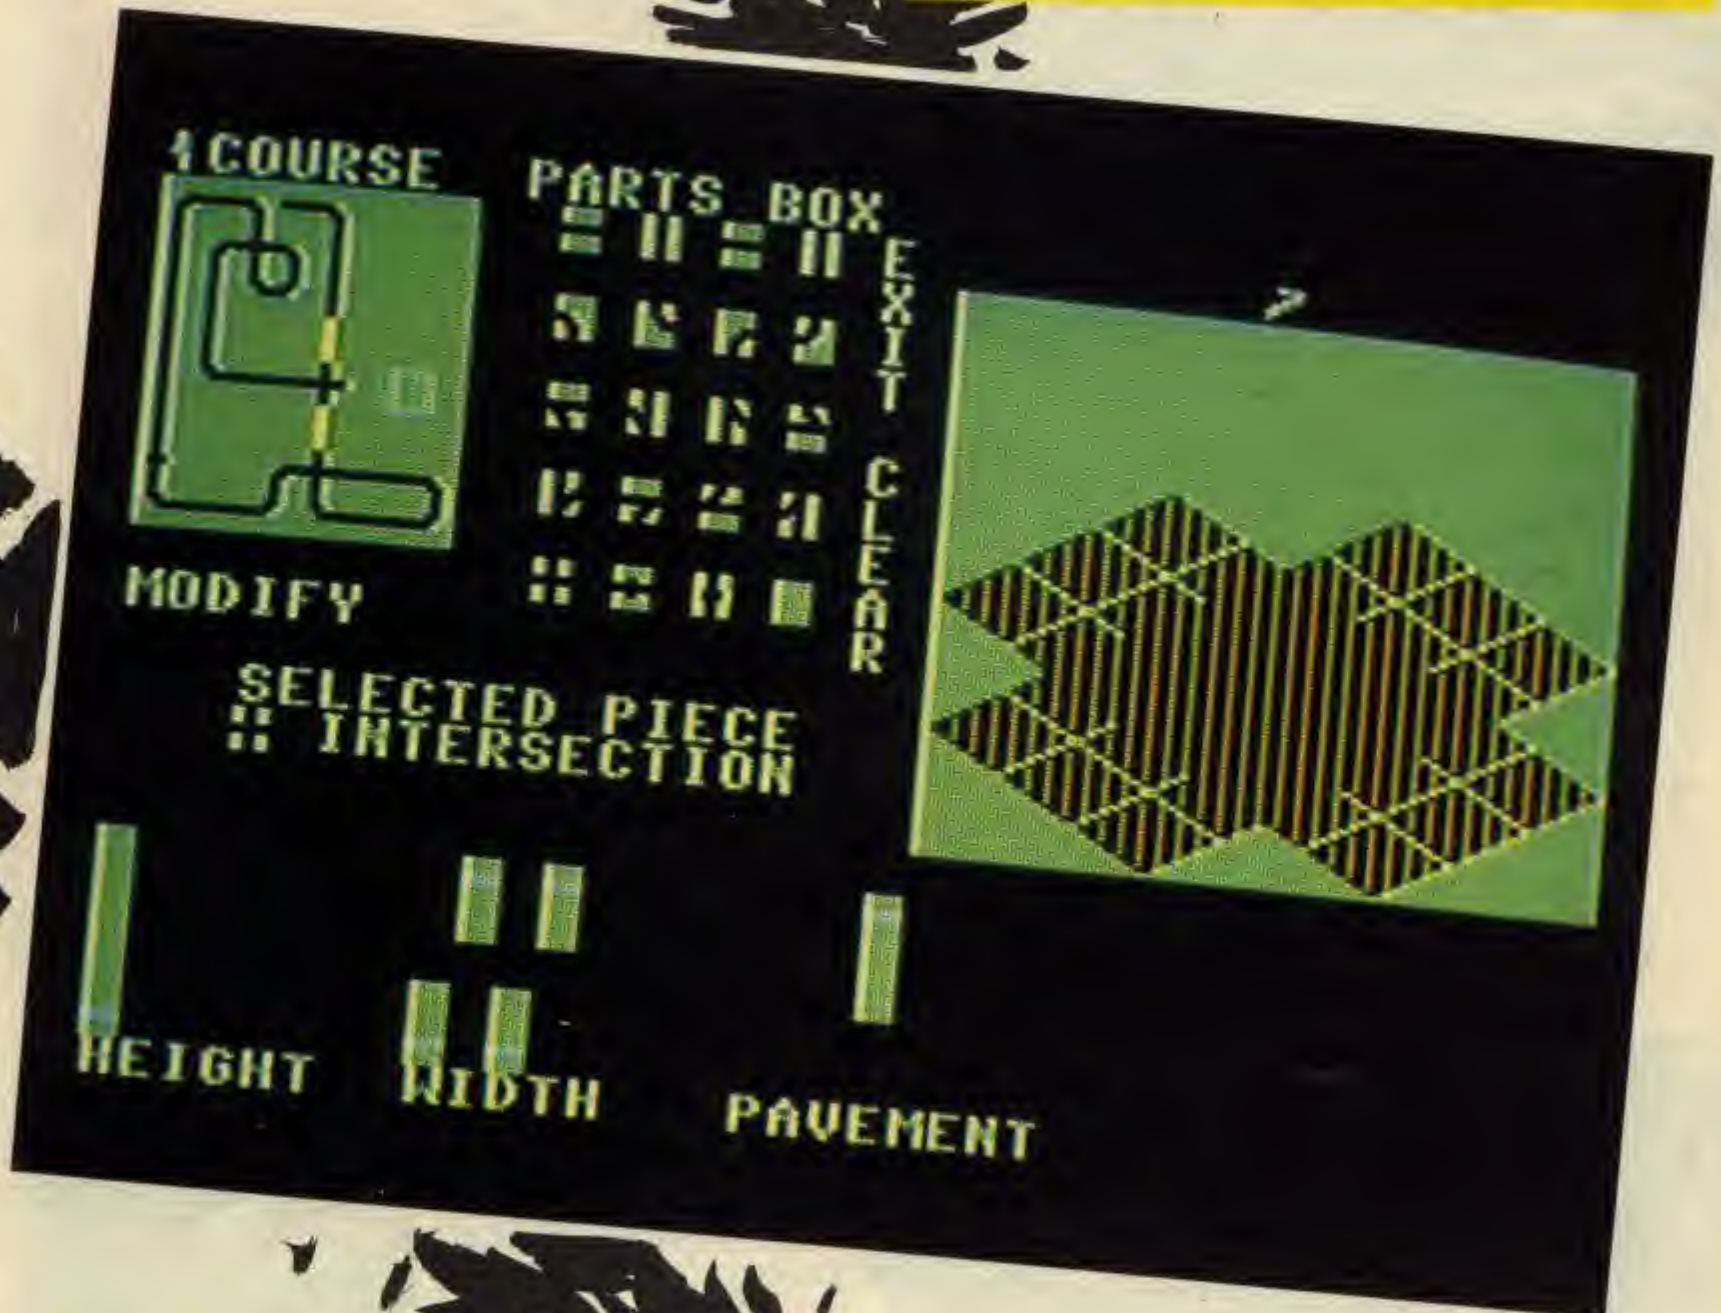 1COURSE
PARTS BOX
EXIT CLEAR
MODIFY
SELECTED PIECE
INTERSECTION
HEIGHT
WIDTH
PAVEMENT